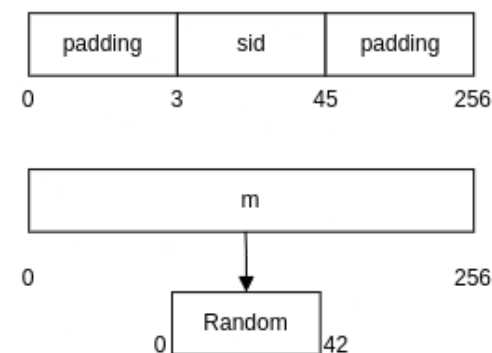 padding sid padding
0 3 45 256
m
0 256
Random
0 42